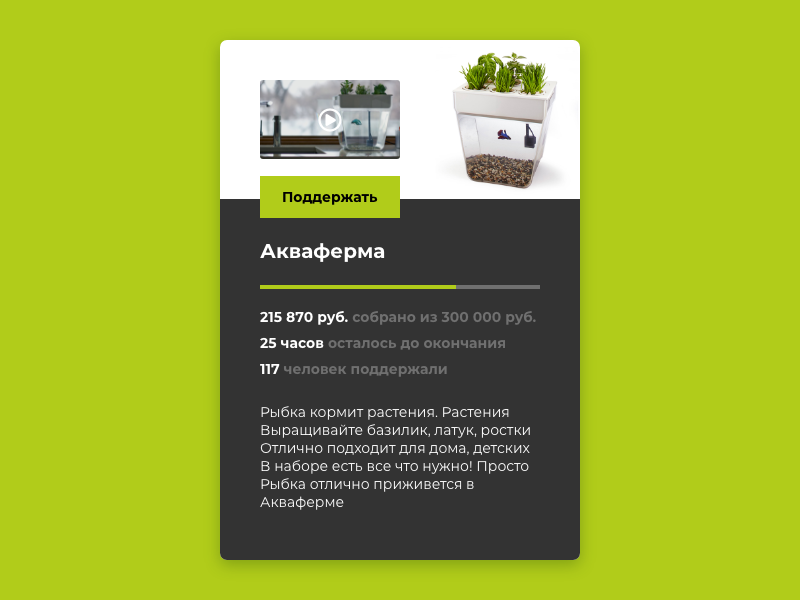 Поддержать
Акваферма
215 870 руб. собрано из 300 000 руб.
25 часов осталось до окончания
117 человек поддержали
Рыбка кормит растения. Растения
Выращивайте базилик, латук, ростки
Отлично подходит для дома, детских
В наборе есть все что нужно! Просто
Рыбка отлично приживется в
Акваферме